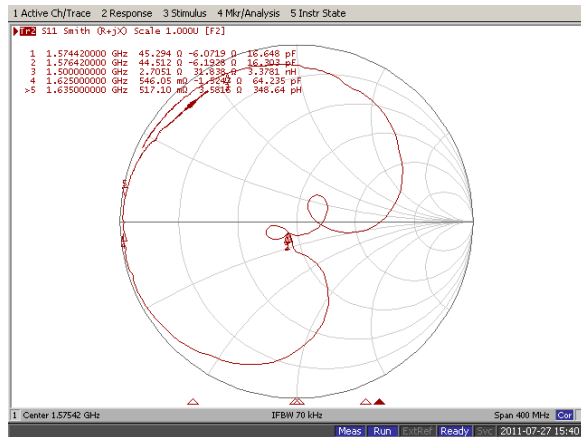 1 Active Ch/Trace 2 Response 3 Stimulus 4 Mkr/Analysis 5 Instr State
Tr2 S11 Smith (R+jX) Scale 1.000U [F2]
1 1.574420000 GHz 45.294 Ω -6.0719 Ω 16.648 pF
2 1.576420000 GHz 44.512 Ω -6.1928 Ω 16.303 pF
3 1.500000000 GHz 2.7051 Ω 31.838 Ω 3.3781 nH
4 1.625000000 GHz 546.05 mΩ -1.5247 Ω 64.235 pF
>5 1.635000000 GHz 517.10 mΩ 3.5816 Ω 348.64 pH
1 Center 1.57542 GHz IFBW 70 kHz Span 400 MHz Cor
Meas Run ExtRef Ready Svc 2011-07-27 15:40